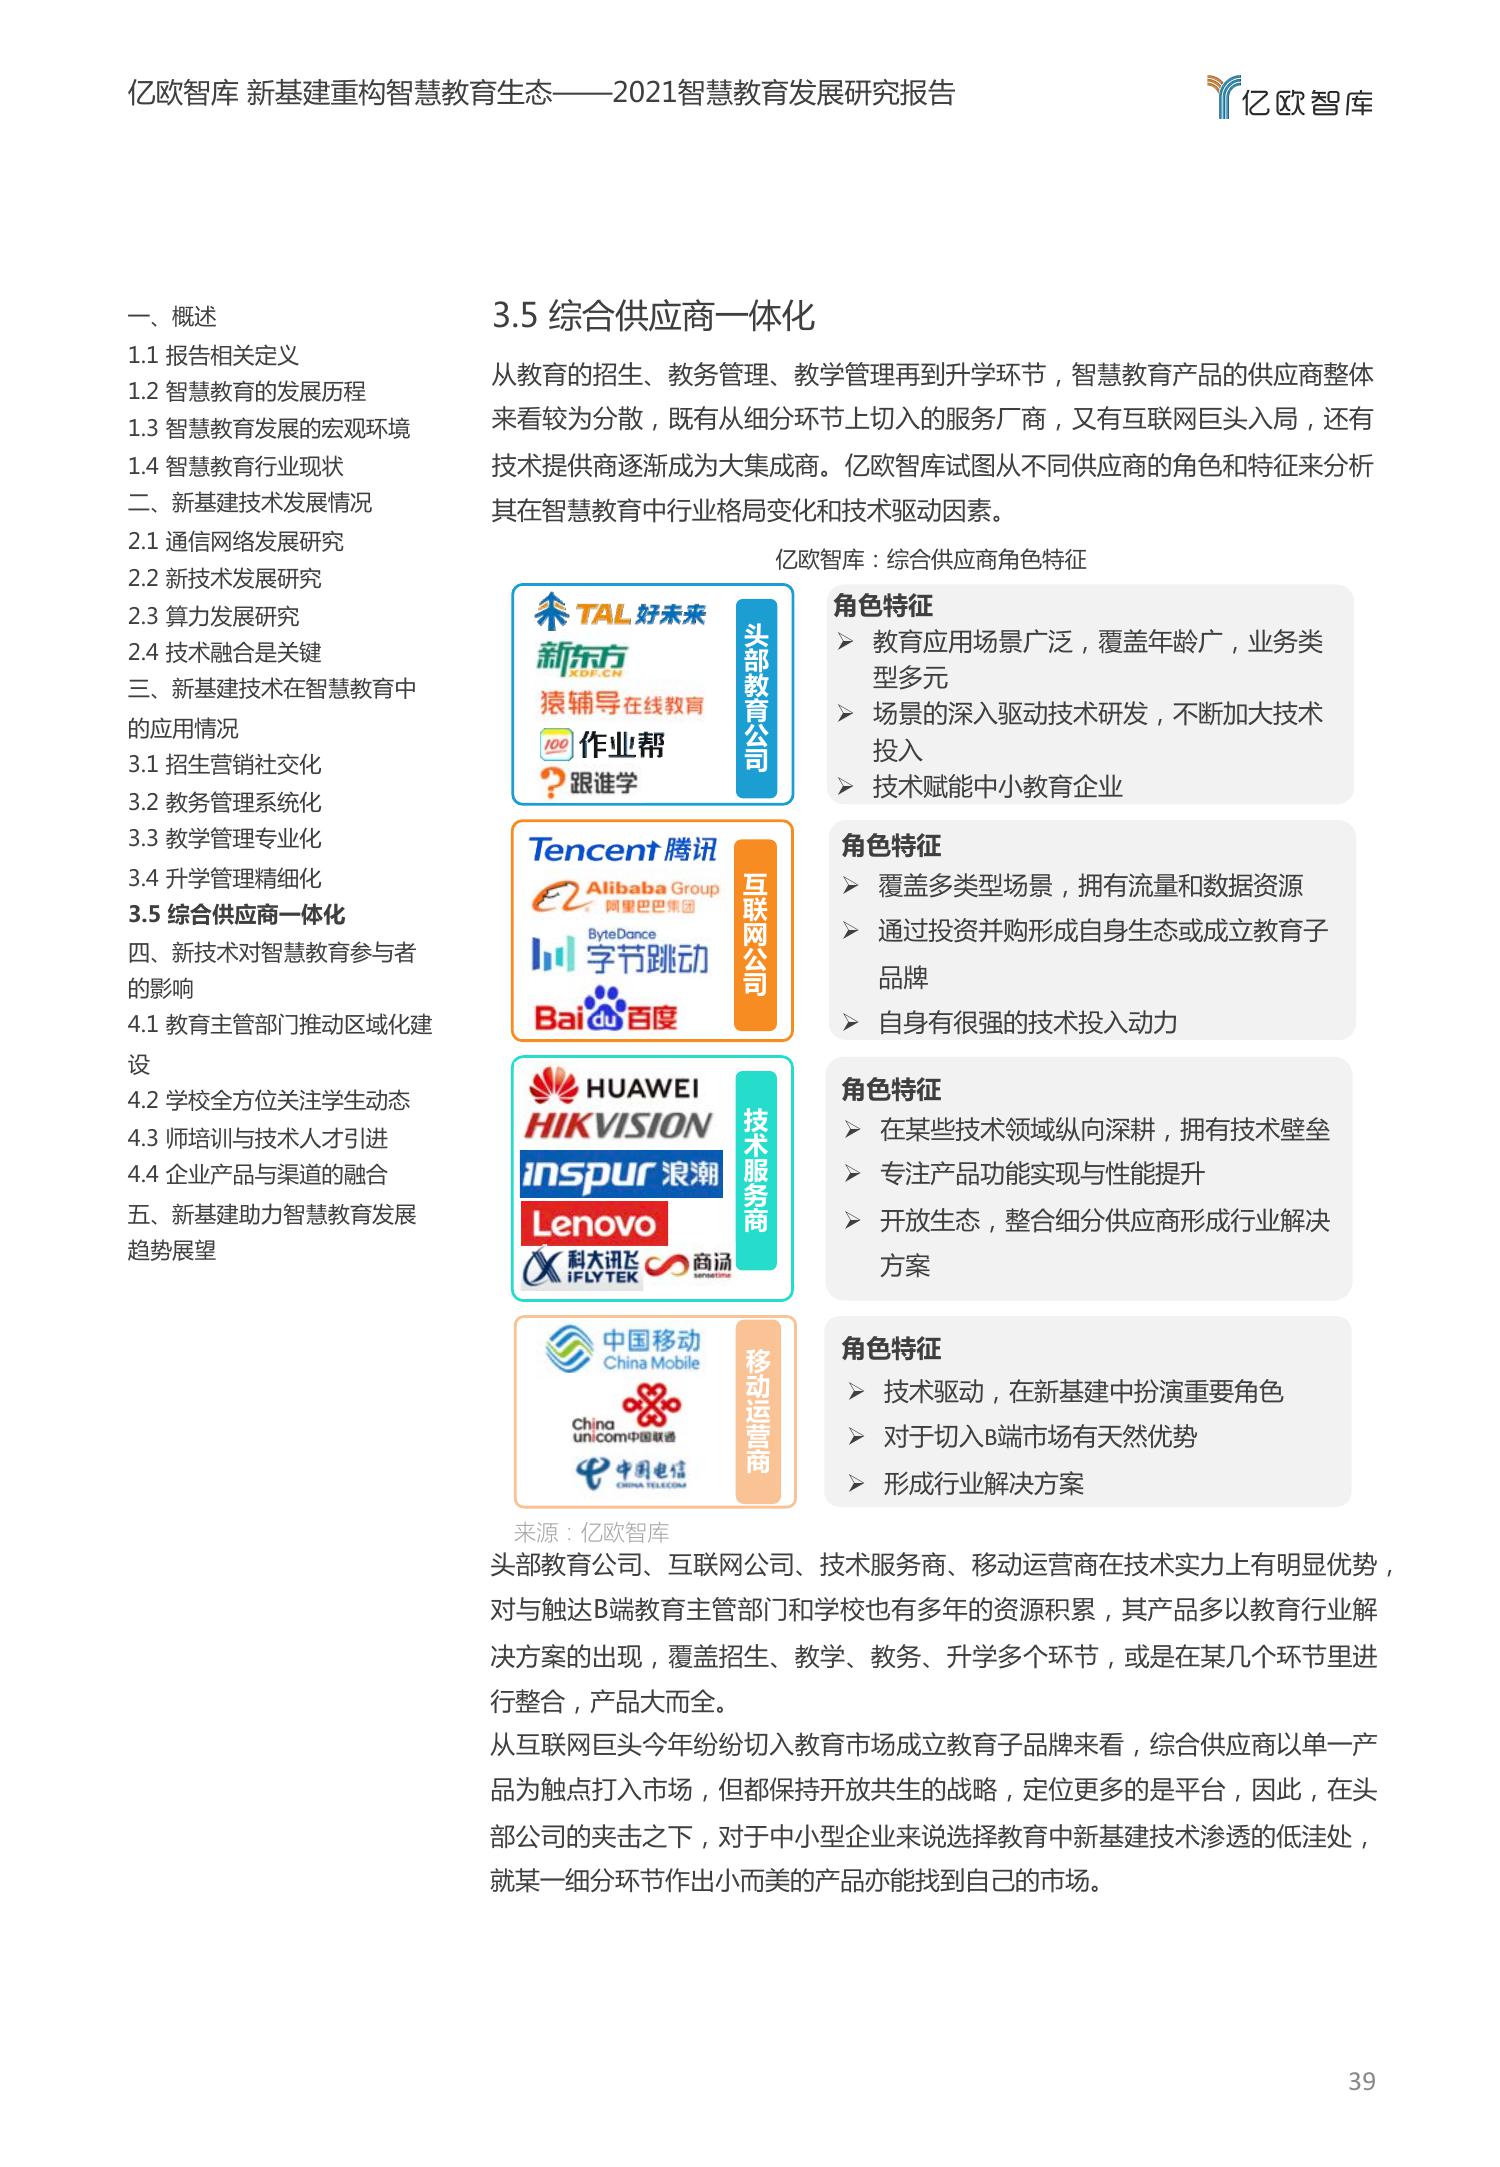 亿欧智库 新基建重构智慧教育生态——2021智慧教育发展研究报告
亿欧智库
一、概述
1.1 报告相关定义
1.2 智慧教育的发展历程
1.3 智慧教育发展的宏观环境
1.4 智慧教育行业现状
二、新基建技术发展情况
2.1 通信网络发展研究
2.2 新技术发展研究
2.3 算力发展研究
2.4 技术融合是关键
三、新基建技术在智慧教育中
的应用情况
3.1 招生营销社交化
3.2 教务管理系统化
3.3 教学管理专业化
3.4 升学管理精细化
3.5 综合供应商一体化
四、新技术对智慧教育参与者
的影响
4.1 教育主管部门推动区域化建
设
4.2 学校全方位关注学生动态
4.3 师培训与技术人才引进
4.4 企业产品与渠道的融合
五、新基建助力智慧教育发展
趋势展望
3.5 综合供应商一体化
从教育的招生、教务管理、教学管理再到升学环节，智慧教育产品的供应商整体
来看较为分散，既有从细分环节上切入的服务厂商，又有互联网巨头入局，还有
技术提供商逐渐成为大集成商。亿欧智库试图从不同供应商的角色和特征来分析
其在智慧教育中行业格局变化和技术驱动因素。
亿欧智库：综合供应商角色特征
TAL 好未来
新东方
XDF.CN
猿辅导在线教育
100 作业帮
跟谁学
头部教育公司
角色特征
➢ 教育应用场景广泛，覆盖年龄广，业务类
型多元
➢ 场景的深入驱动技术研发，不断加大技术
投入
➢ 技术赋能中小教育企业
Tencent 腾讯
Alibaba Group
阿里巴巴集团
ByteDance
字节跳动
Bai du 百度
互联网公司
角色特征
➢ 覆盖多类型场景，拥有流量和数据资源
➢ 通过投资并购形成自身生态或成立教育子
品牌
➢ 自身有很强的技术投入动力
HUAWEI
HIKVISION
inspur 浪潮
Lenovo
科大讯飞 商汤
iFLYTEK sensetime
技术服务商
角色特征
➢ 在某些技术领域纵向深耕，拥有技术壁垒
➢ 专注产品功能实现与性能提升
➢ 开放生态，整合细分供应商形成行业解决
方案
中国移动
China Mobile
China
unicom中国联通
中国电信
CHINA TELECOM
移动运营商
角色特征
➢ 技术驱动，在新基建中扮演重要角色
➢ 对于切入B端市场有天然优势
➢ 形成行业解决方案
来源：亿欧智库
头部教育公司、互联网公司、技术服务商、移动运营商在技术实力上有明显优势，
对与触达B端教育主管部门和学校也有多年的资源积累，其产品多以教育行业解
决方案的出现，覆盖招生、教学、教务、升学多个环节，或是在某几个环节里进
行整合，产品大而全。
从互联网巨头今年纷纷切入教育市场成立教育子品牌来看，综合供应商以单一产
品为触点打入市场，但都保持开放共生的战略，定位更多的是平台，因此，在头
部公司的夹击之下，对于中小型企业来说选择教育中新基建技术渗透的低洼处，
就某一细分环节作出小而美的产品亦能找到自己的市场。
39